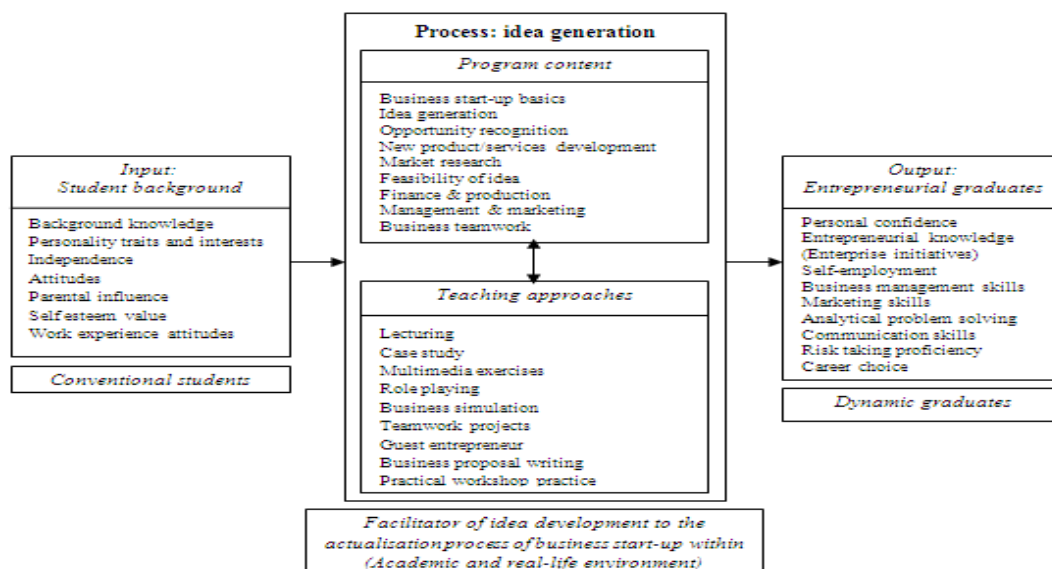 Process: idea generation
Program content
Business start-up basics
Idea generation
Opportunity recognition
New product/services development
Market research
Feasibility of idea
Finance & production
Management & marketing
Business teamwork
Input:
Student background
Background knowledge
Personality traits and interests
Independence
Attitudes
Parental influence
Self esteem value
Work experience attitudes
Conventional students
Teaching approaches
Lecturing
Case study
Multimedia exercises
Role playing
Business simulation
Teamwork projects
Guest entrepreneur
Business proposal writing
Practical workshop practice
Output:
Entrepreneurial graduates
Personal confidence
Entrepreneurial knowledge
(Enterprise initiatives)
Self-employment
Business management skills
Marketing skills
Analytical problem solving
Communication skills
Risk taking proficiency
Career choice
Dynamic graduates
Facilitator of idea development to the
actualisation process of business start-up within
(Academic and real-life environment)